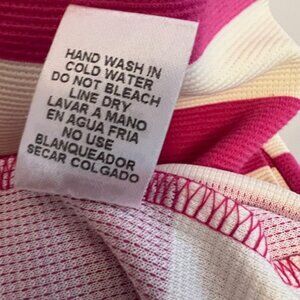 HAND WASH IN
COLD WATER
DO NOT BLEACH
LINE DRY
LAVAR A MANO
EN AGUA FRIA
NO USE
BLANQUEADOR
SECAR COLGADO